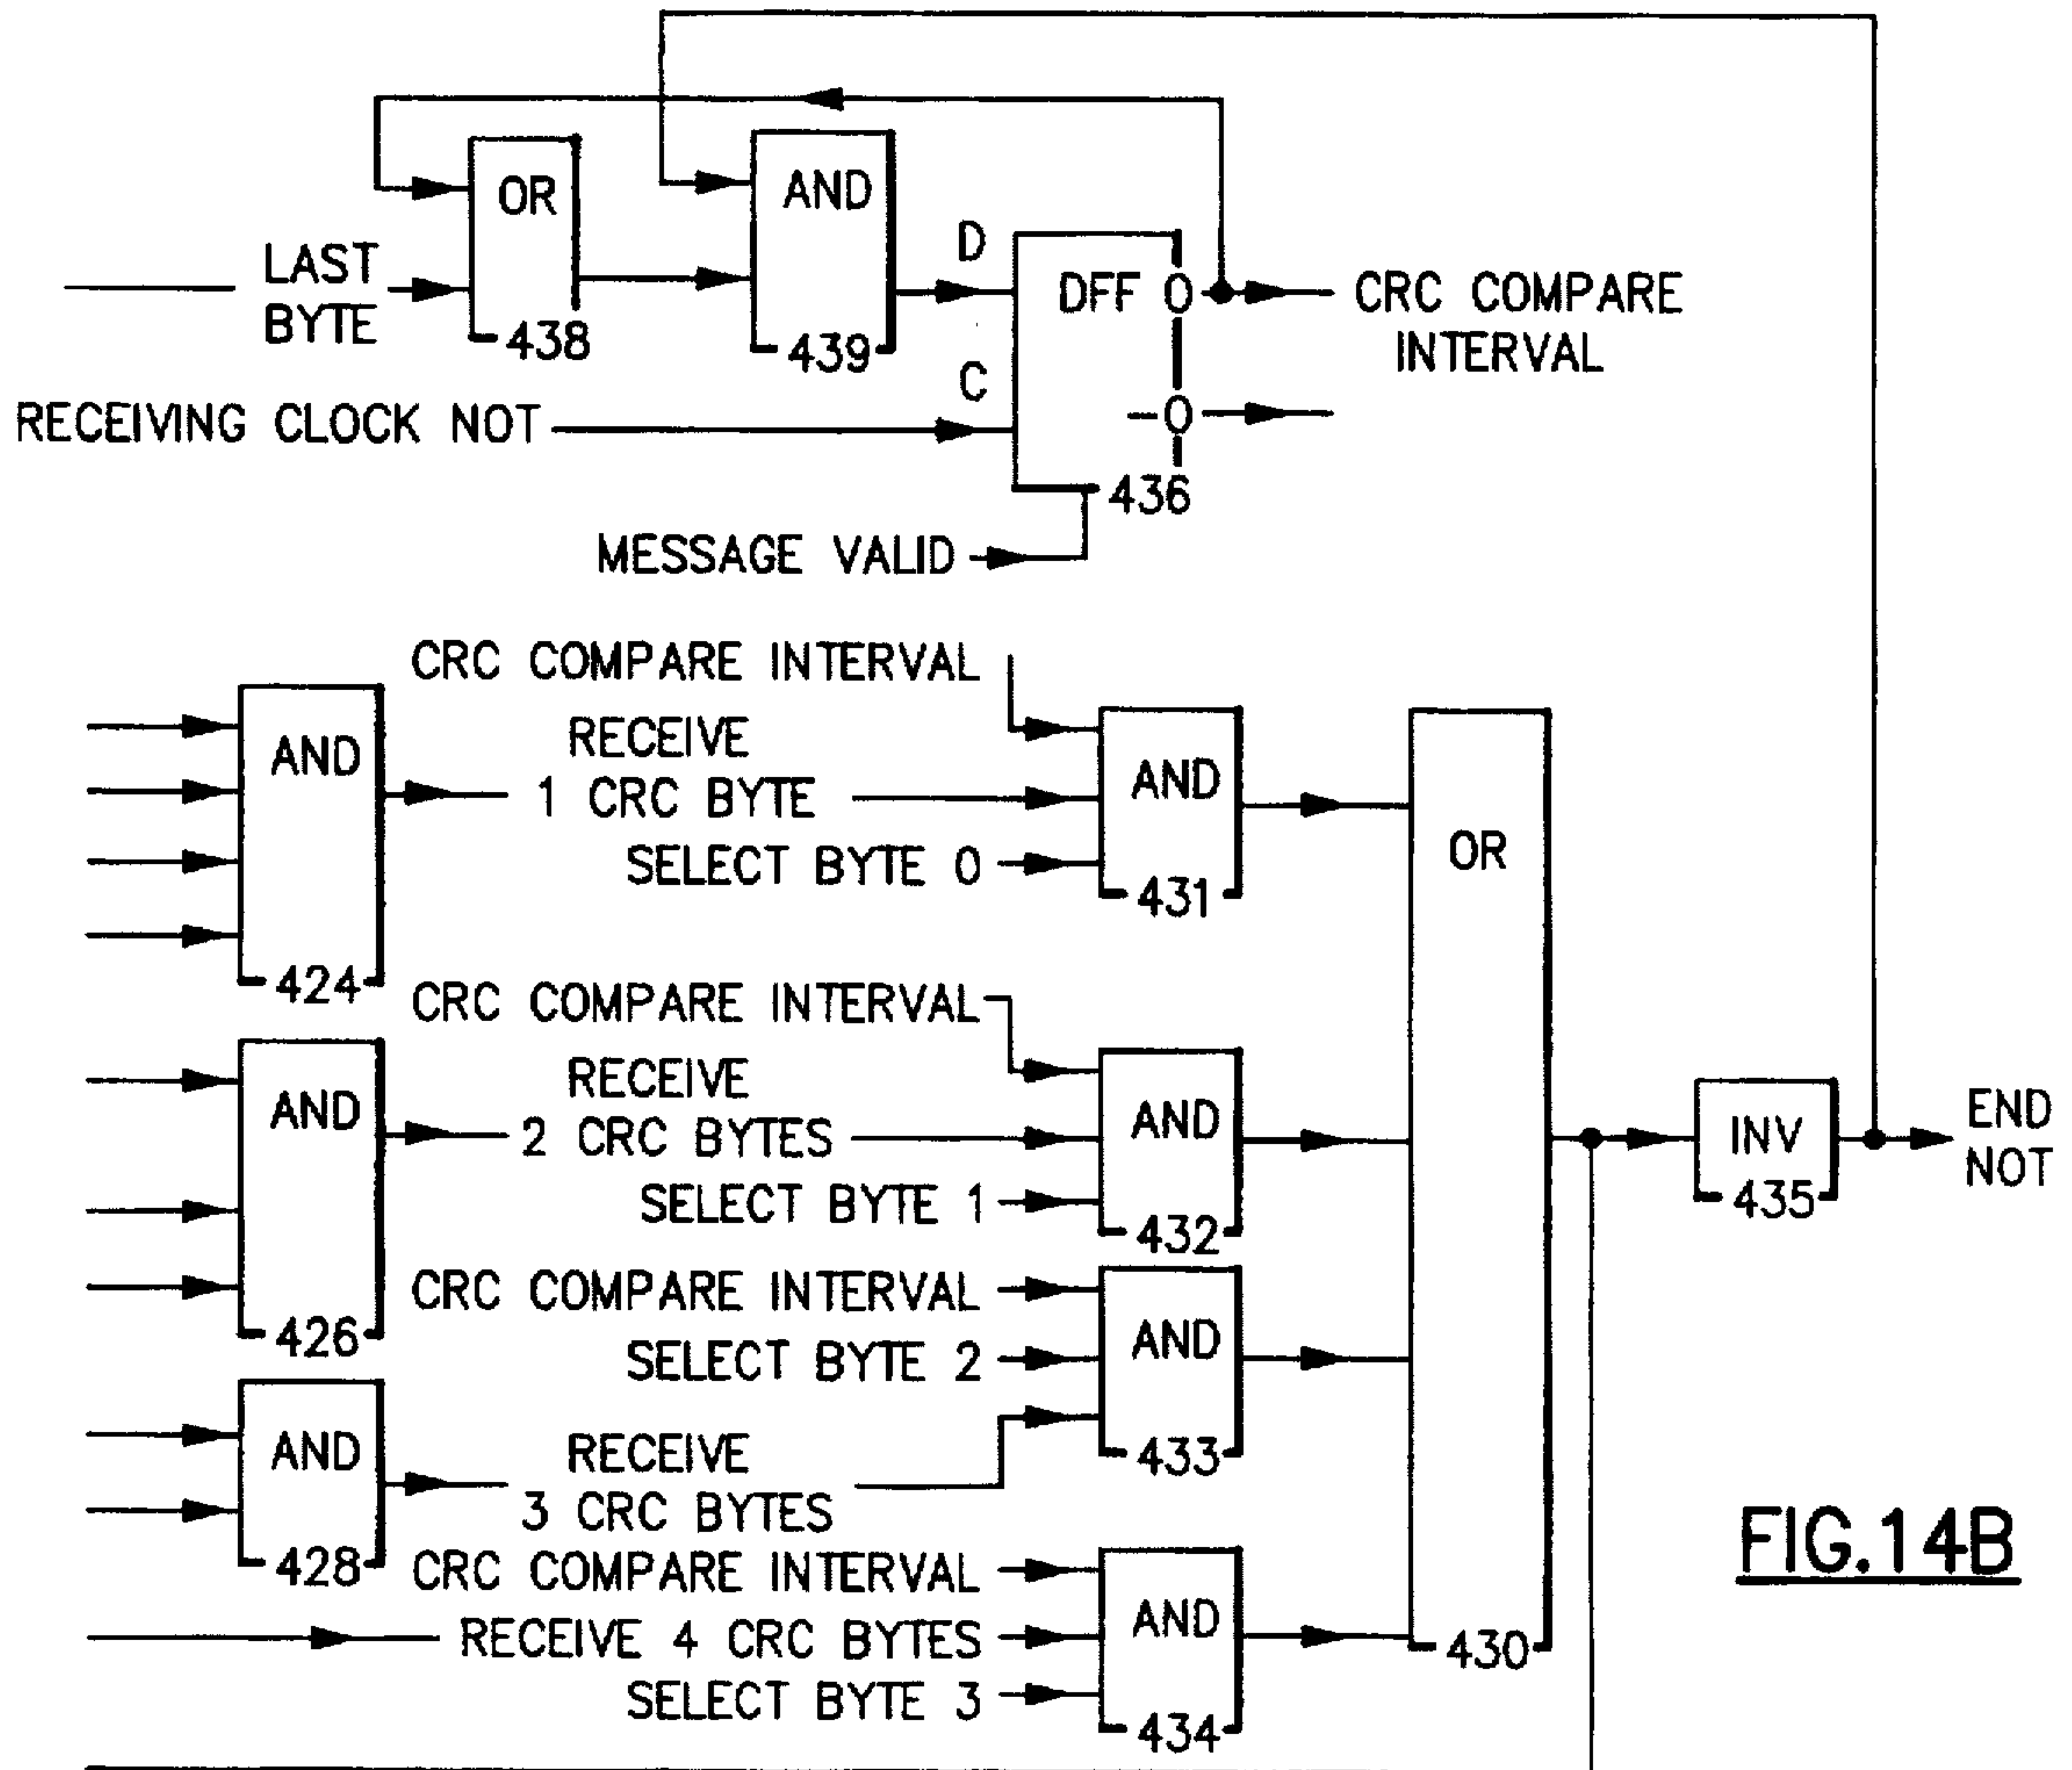 OR
AND
LAST
BYTE
438
439
D
DFF
O
CRC COMPARE
INTERVAL
C
RECEIVING CLOCK NOT
-O
436
MESSAGE VALID
CRC COMPARE INTERVAL
AND
RECEIVE
1 CRC BYTE
AND
SELECT BYTE 0
431
OR
424
CRC COMPARE INTERVAL
AND
RECEIVE
2 CRC BYTES
AND
SELECT BYTE 1
432
INV
435
END
NOT
CRC COMPARE INTERVAL
426
SELECT BYTE 2
AND
433
AND
RECEIVE
3 CRC BYTES
428
CRC COMPARE INTERVAL
RECEIVE 4 CRC BYTES
SELECT BYTE 3
AND
434
430
FIG.14B